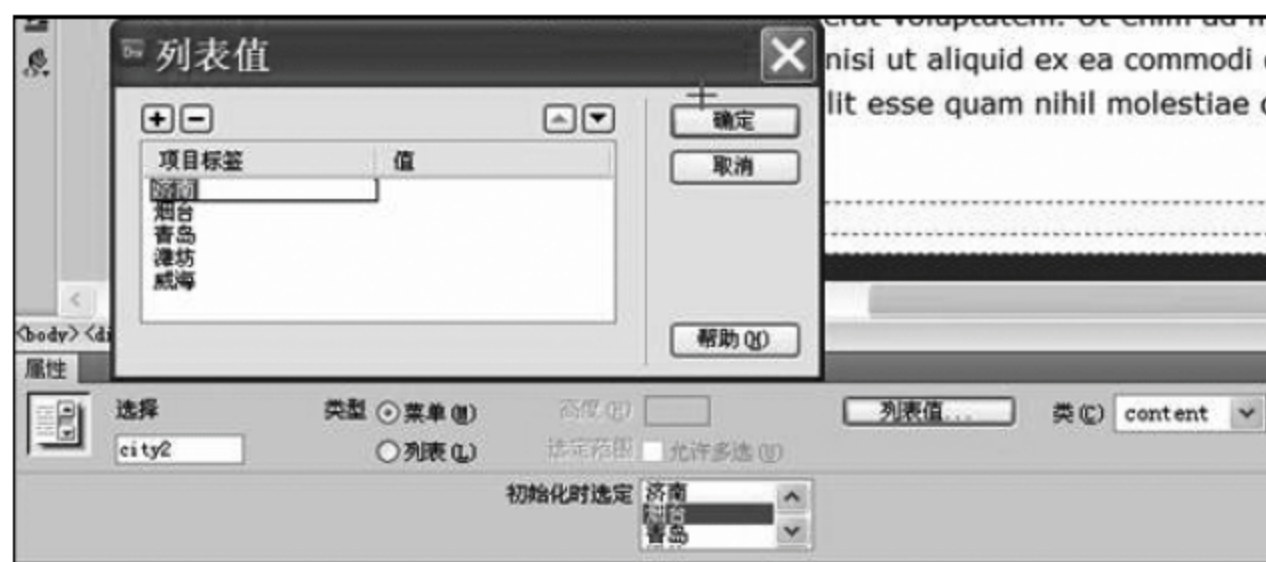 列表值
nisi ut aliquid ex ea commodi
lit esse quam nihil molestiae
确定
取消
项目标签 值
济南
烟台
青岛
潍坊
威海
帮助(H)
<body>
属性
选择
city2
类型 菜单(M)
列表(L)
高度(H)
选定范围 允许多选(V)
列表值...
类(C) content
初始化时选定 济南
烟台
青岛